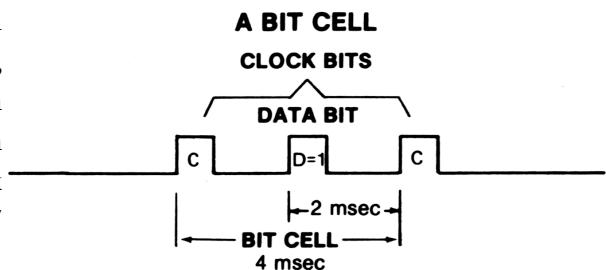 A BIT CELL
CLOCK BITS
DATA BIT
C D=1 C
2 msec
BIT CELL
4 msec